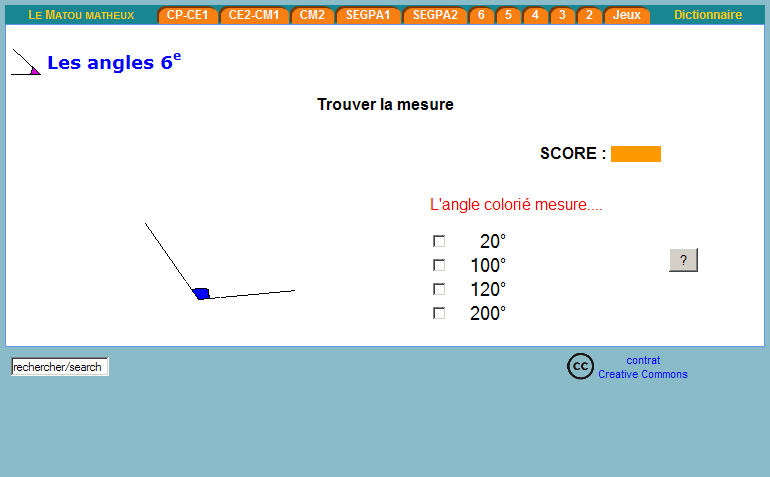 LE MATOU MATHEUX CP-CE1 CE2-CM1 CM2 SEGPA1 SEGPA2 6 5 4 3 2 Jeux Dictionnaire
Les angles 6e
Trouver la mesure
SCORE :
L'angle colorié mesure....
20°
100°
?
120°
200°
rechercher/search
cc
contrat
Creative Commons